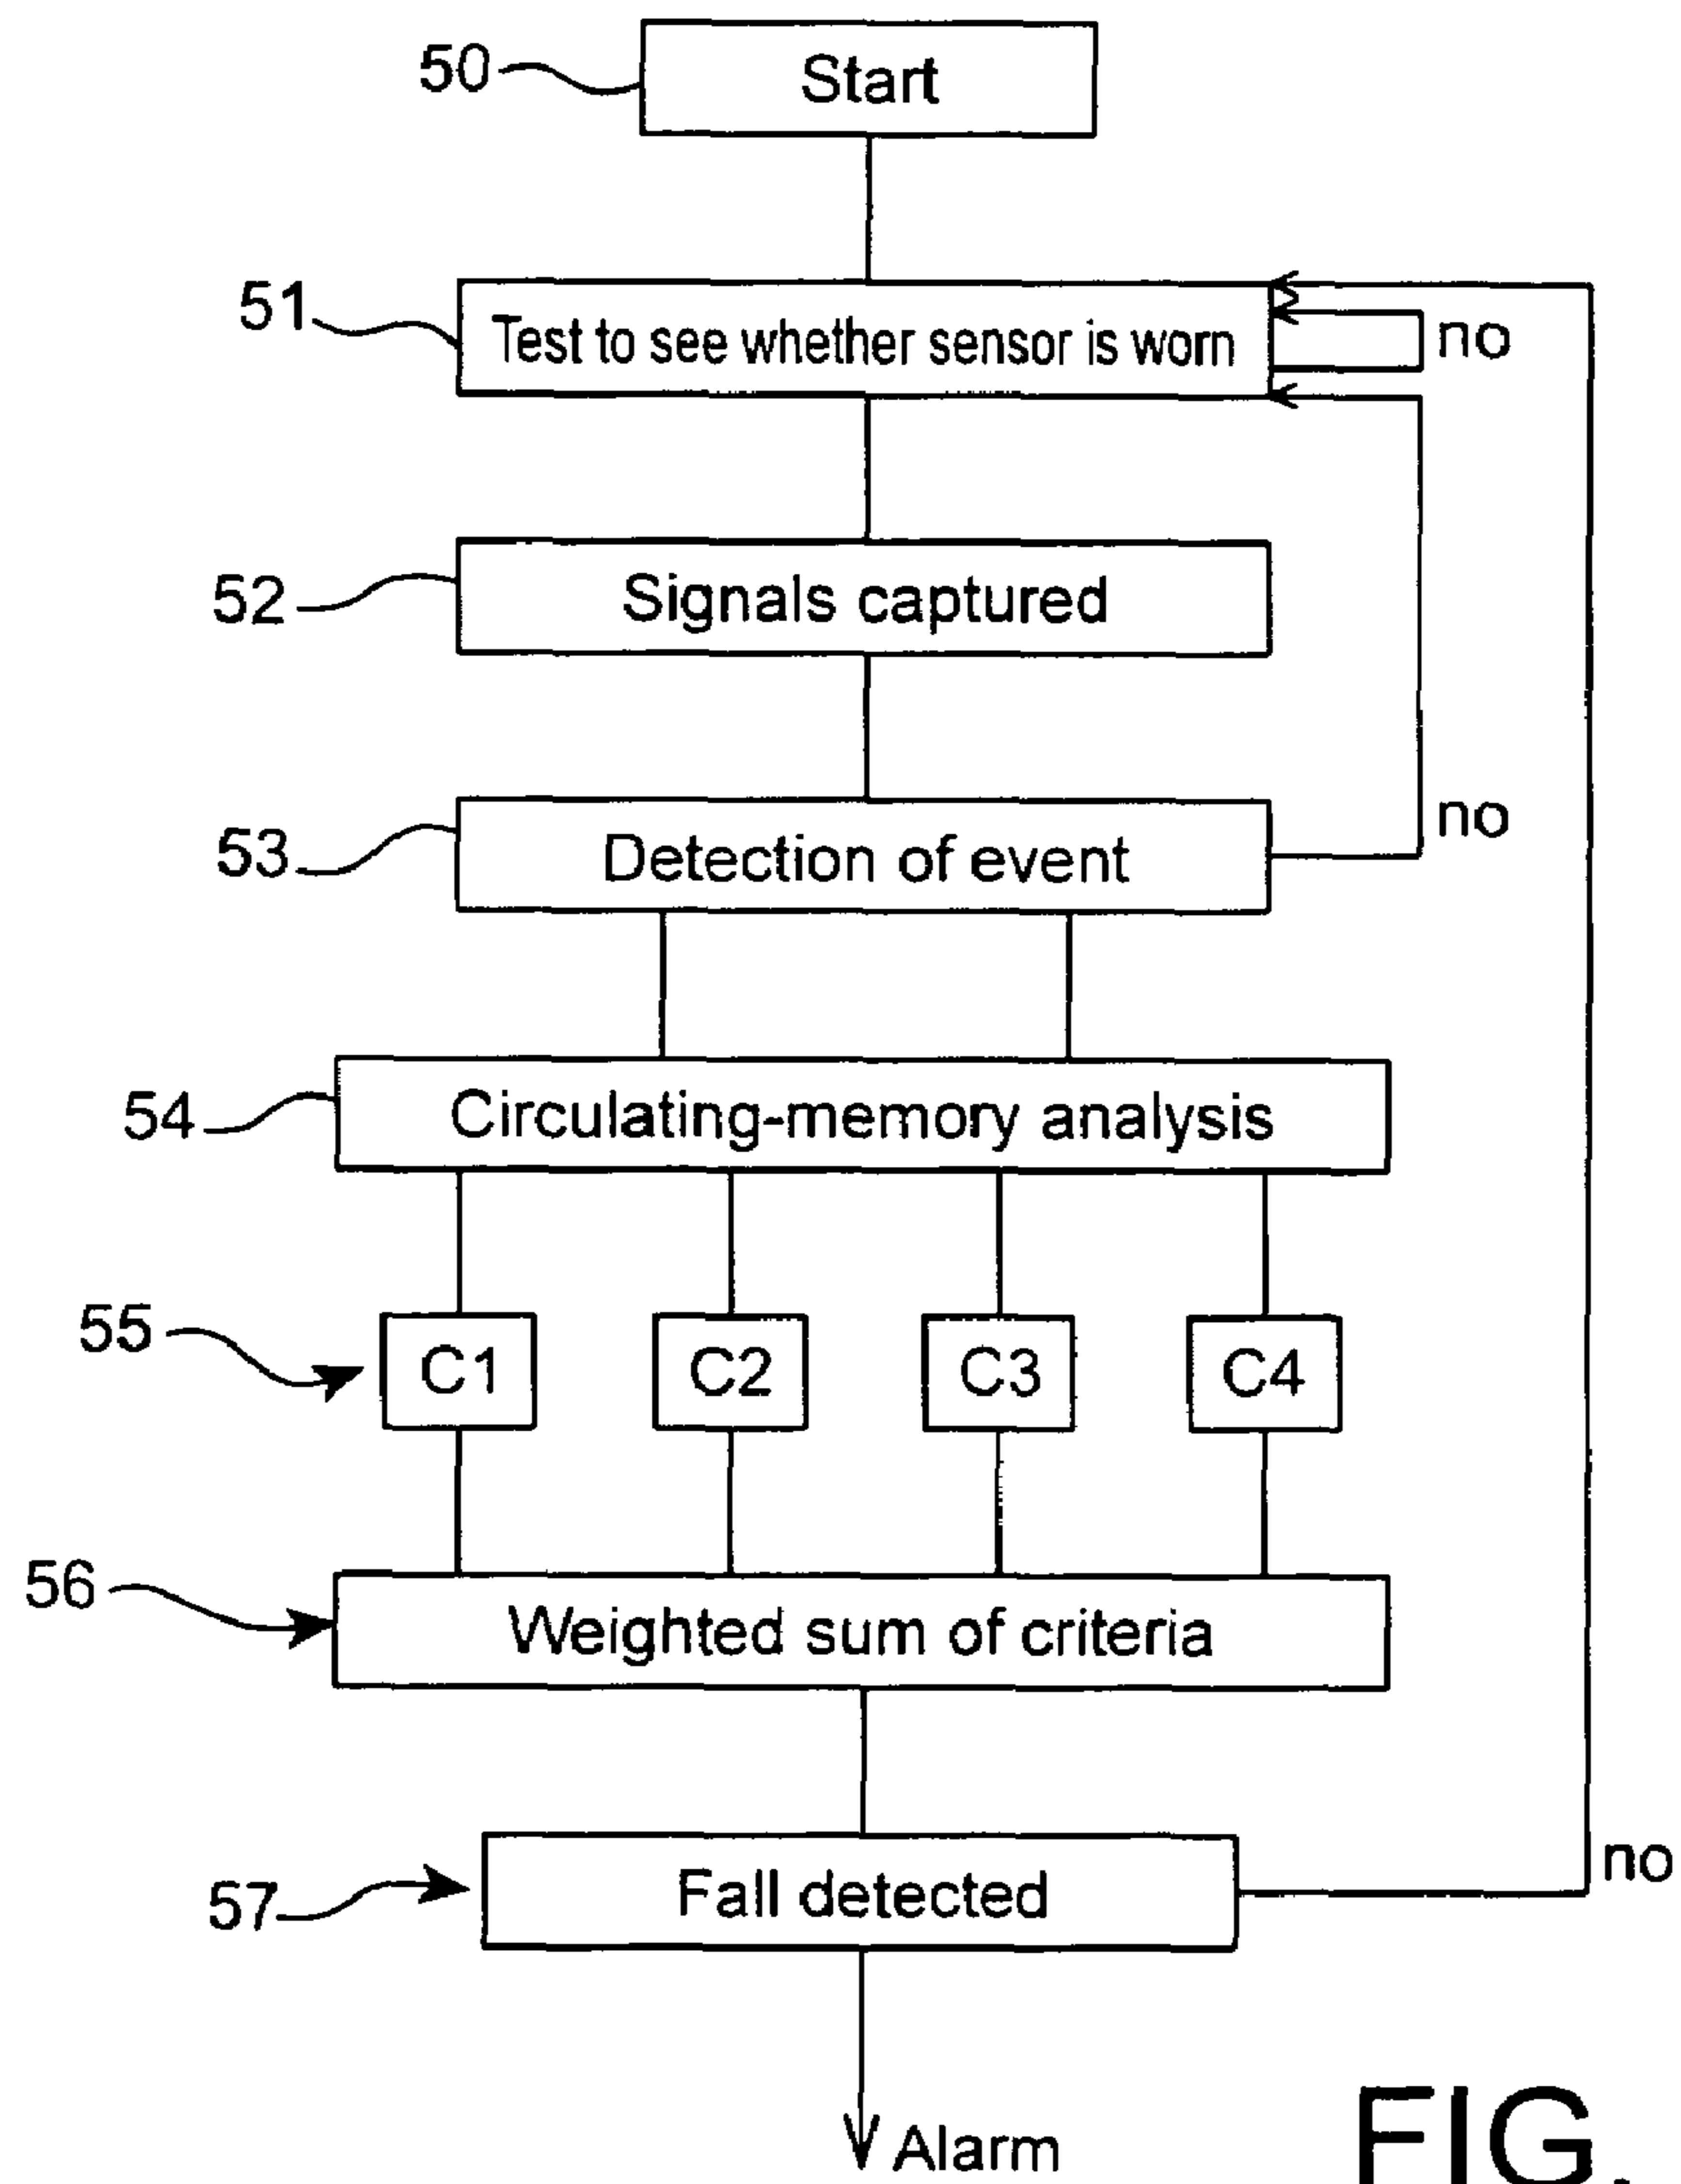 50
Start
51
Test to see whether sensor is worn
no
52
Signals captured
53
Detection of event
no
54
Circulating-memory analysis
55
C1 C2 C3 C4
56
Weighted sum of criteria
57
Fall detected
no
Alarm
FIG.